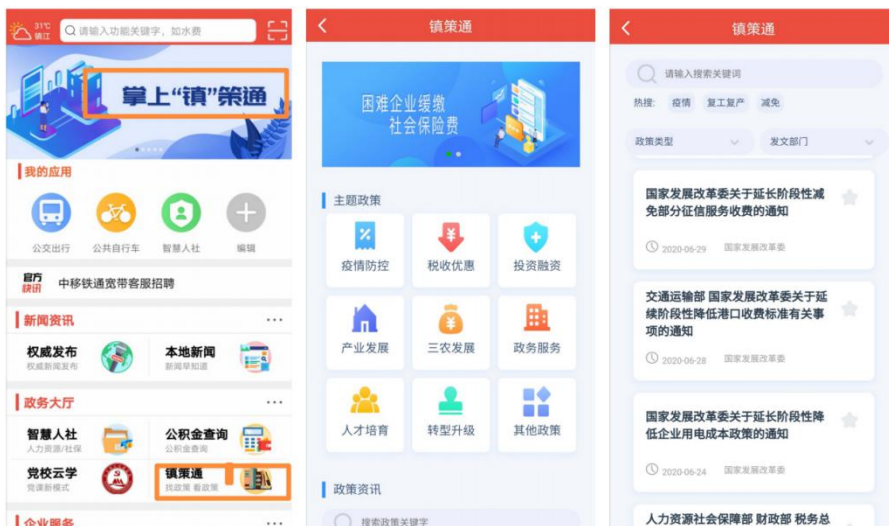 31℃
镇江
请输入功能关键字，如水费
掌上“镇”策通
我的应用
公交出行
公共自行车
智慧人社
编辑
官方
快讯
中移铁通宽带客服招聘
新闻资讯
权威发布
权威新闻发布
本地新闻
新闻早知道
政务大厅
智慧人社
人力资源/社保
公积金查询
公积金查询
党校云学
党课新模式
镇策通
找政策 看政策
企业服务
镇策通
困难企业缓缴
社会保险费
主题政策
疫情防控
税收优惠
投资融资
产业发展
三农发展
政务服务
人才培育
转型升级
其他政策
政策资讯
搜索政策关键字
镇策通
请输入搜索关键词
热搜:
疫情
复工复产
减免
政策类型
发文部门
国家发展改革委关于延长阶段性减
免部分征信服务收费的通知
2020-06-29 国家发展改革委
交通运输部 国家发展改革委关于延
续阶段性降低港口收费标准有关事
项的通知
2020-06-28 国家发展改革委
国家发展改革委关于延长阶段性降
低企业用电成本政策的通知
2020-06-24 国家发展改革委
人力资源社会保障部 财政部 税务总